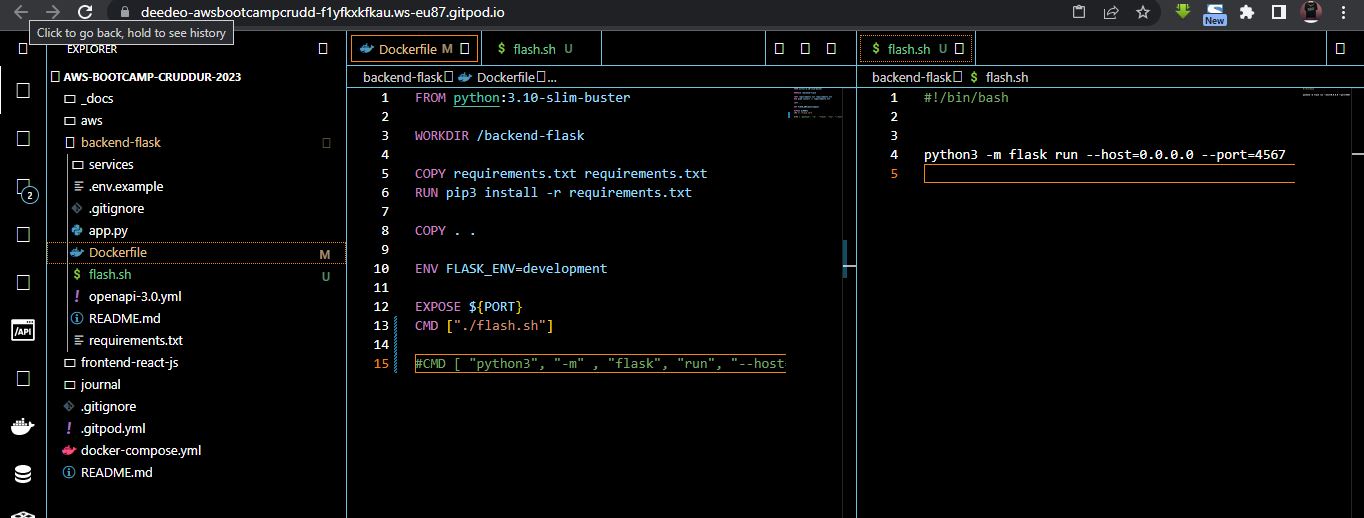 deedeo-awsbootcampcrudd-f1yfkxkfkau.ws-eu87.gitpod.io
New
Click to go back, hold to see history
EXPLORER
AWS-BOOTCAMP-CRUDDUR-2023
_docs
aws
backend-flask
services
.env.example
.gitignore
app.py
Dockerfile M
$ flash.sh U
! openapi-3.0.yml
README.md
requirements.txt
frontend-react-js
journal
.gitignore
! .gitpod.yml
docker-compose.yml
README.md
2
/API
Dockerfile M
$ flash.sh U
backend-flask Dockerfile ...
1 FROM python:3.10-slim-buster
2
3 WORKDIR /backend-flask
4
5 COPY requirements.txt requirements.txt
6 RUN pip3 install -r requirements.txt
7
8 COPY . .
9
10 ENV FLASK_ENV=development
11
12 EXPOSE ${PORT}
13 CMD ["./flash.sh"]
14
15 #CMD [ "python3", "-m" , "flask", "run", "--host=
$ flash.sh U
backend-flask $ flash.sh
1 #!/bin/bash
2
3
4 python3 -m flask run --host=0.0.0.0 --port=4567
5